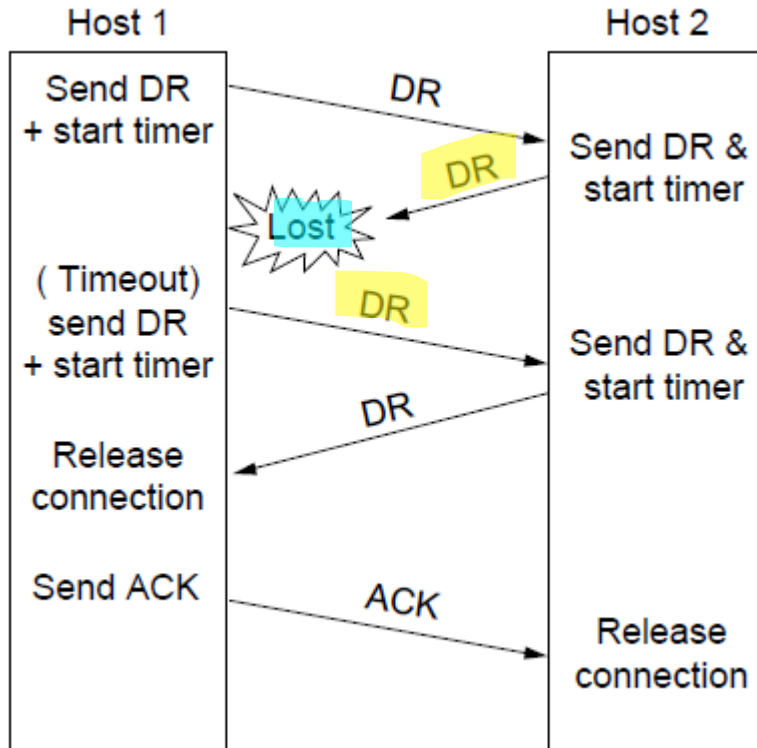 Host 1
Host 2
Send DR
+ start timer
DR
Send DR &
start timer
DR
Lost
( Timeout)
send DR
+ start timer
DR
Send DR &
start timer
DR
Release
connection
Send ACK
ACK
Release
connection